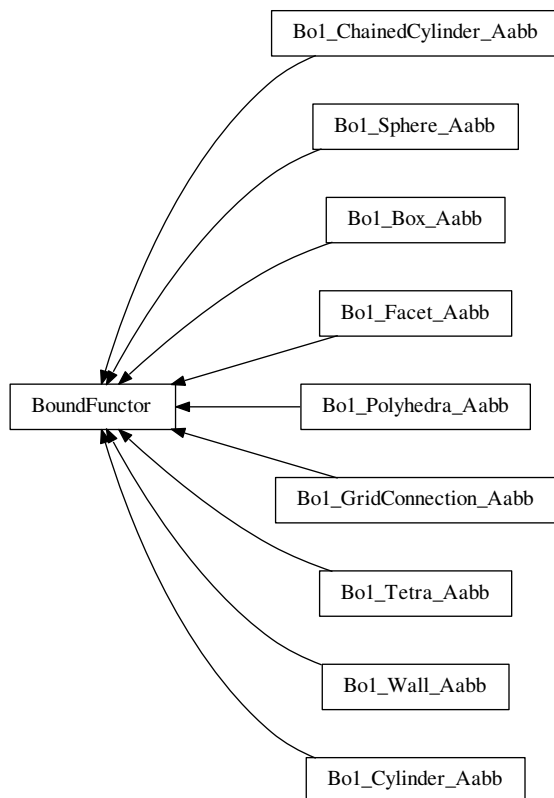 Bo1_ChainedCylinder_Aabb
Bo1_Sphere_Aabb
Bo1_Box_Aabb
Bo1_Facet_Aabb
BoundFunctor
Bo1_Polyhedra_Aabb
Bo1_GridConnection_Aabb
Bo1_Tetra_Aabb
Bo1_Wall_Aabb
Bo1_Cylinder_Aabb